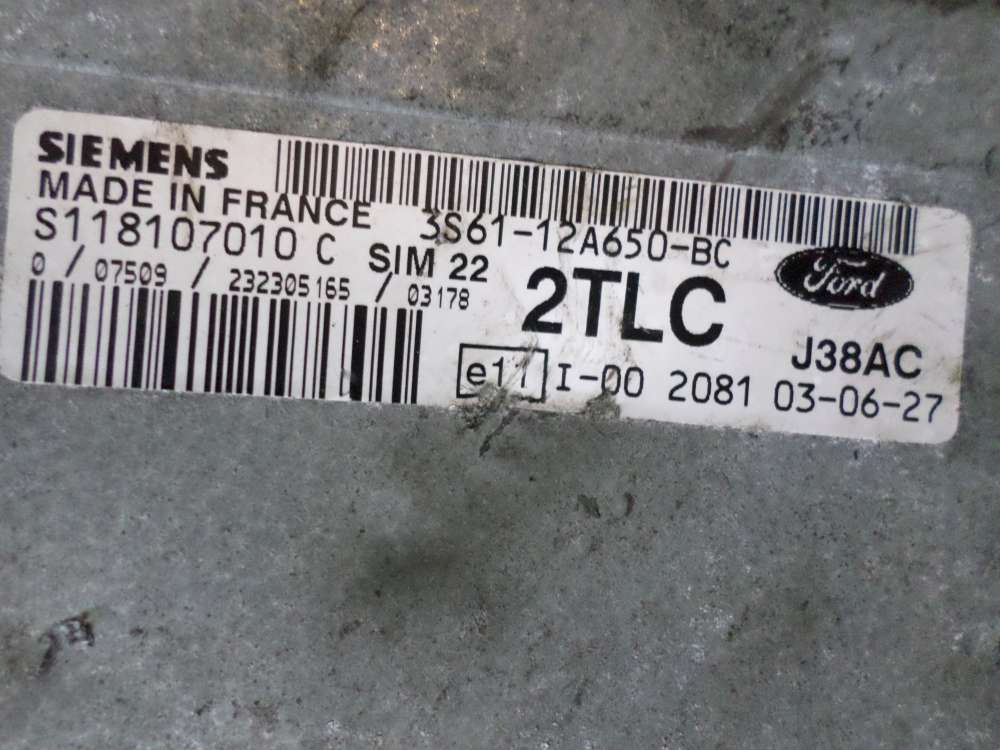 SIEMENS
MADE IN FRANCE
3S61-12A650-BC
S118107010 C
SIM 22
0 / 07509 / 232305165 / 03178
2TLC
Ford
J38AC
e11 I-00 2081 03-06-27